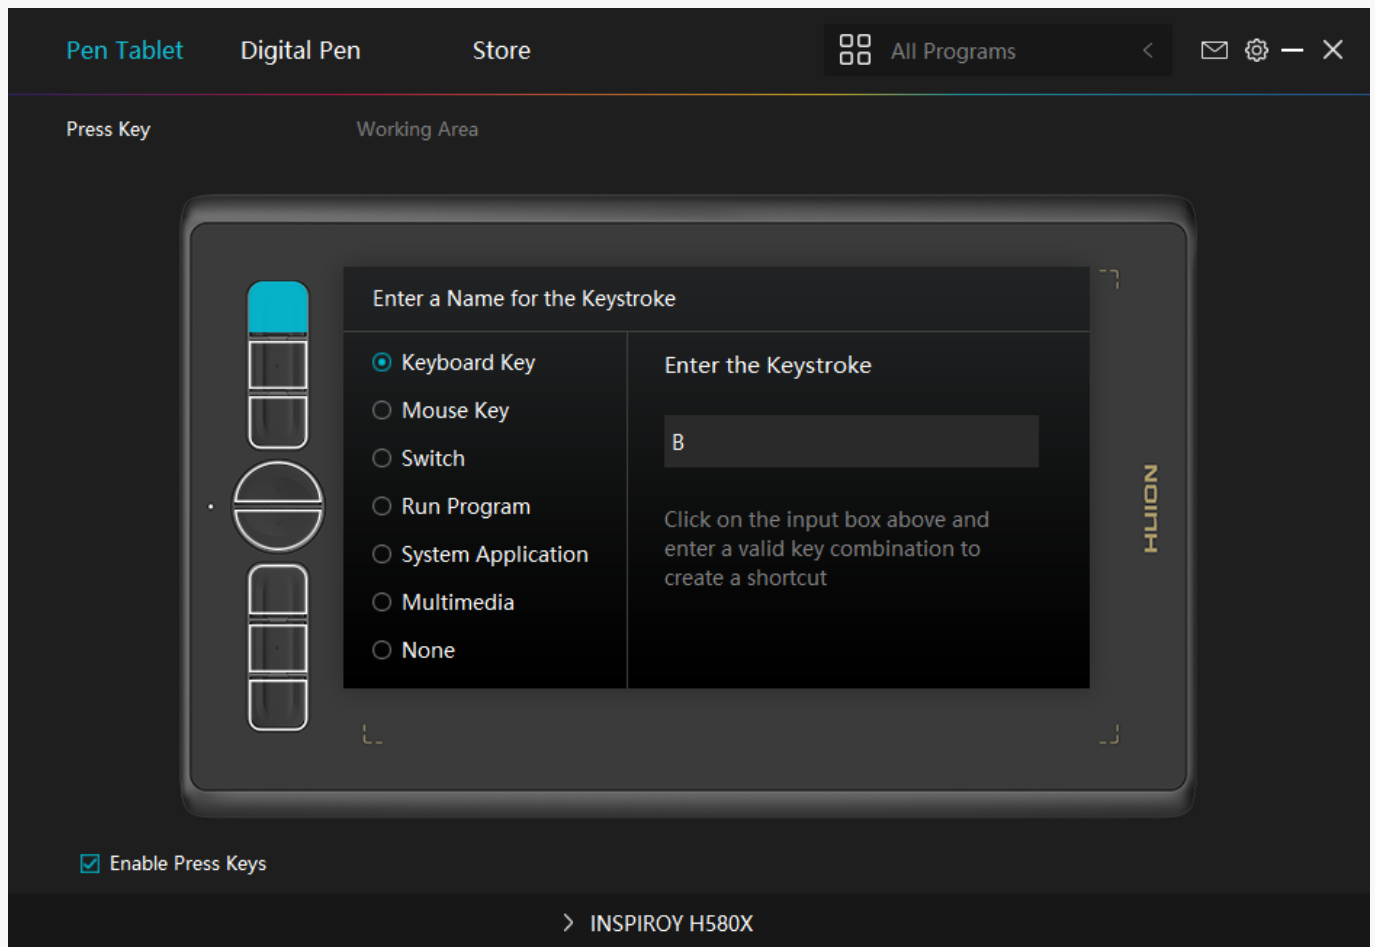 Pen Tablet Digital Pen Store All Programs
Press Key Working Area
Enter a Name for the Keystroke
Keyboard Key
Mouse Key
Switch
Run Program
System Application
Multimedia
None
Enter the Keystroke
B
Click on the input box above and
enter a valid key combination to
create a shortcut
HUION
Enable Press Keys
INSPIROY H580X